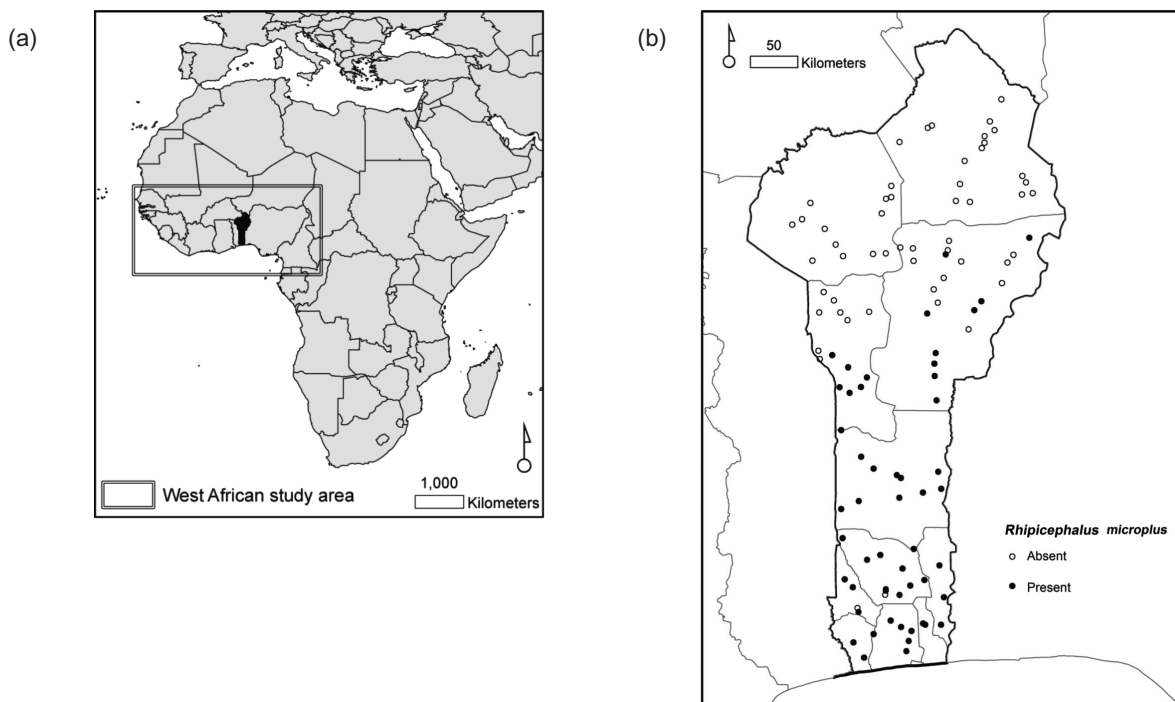 (a)
West African study area
1,000
Kilometers
(b)
50
Kilometers
Rhipicephalus microplus
Absent
Present